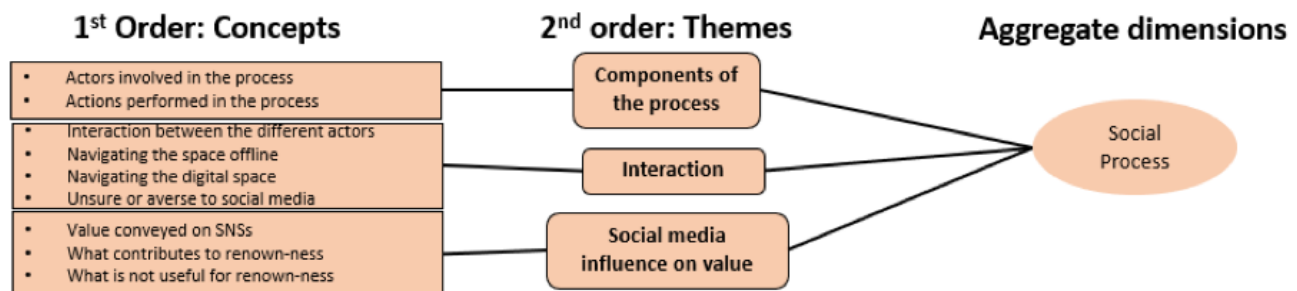 1st Order: Concepts
2nd order: Themes
Aggregate dimensions
• Actors involved in the process
• Actions performed in the process
• Interaction between the different actors
• Navigating the space offline
• Navigating the digital space
• Unsure or averse to social media
• Value conveyed on SNSs
• What contributes to renown-ness
• What is not useful for renown-ness
Components of
the process
Interaction
Social media
influence on value
Social
Process